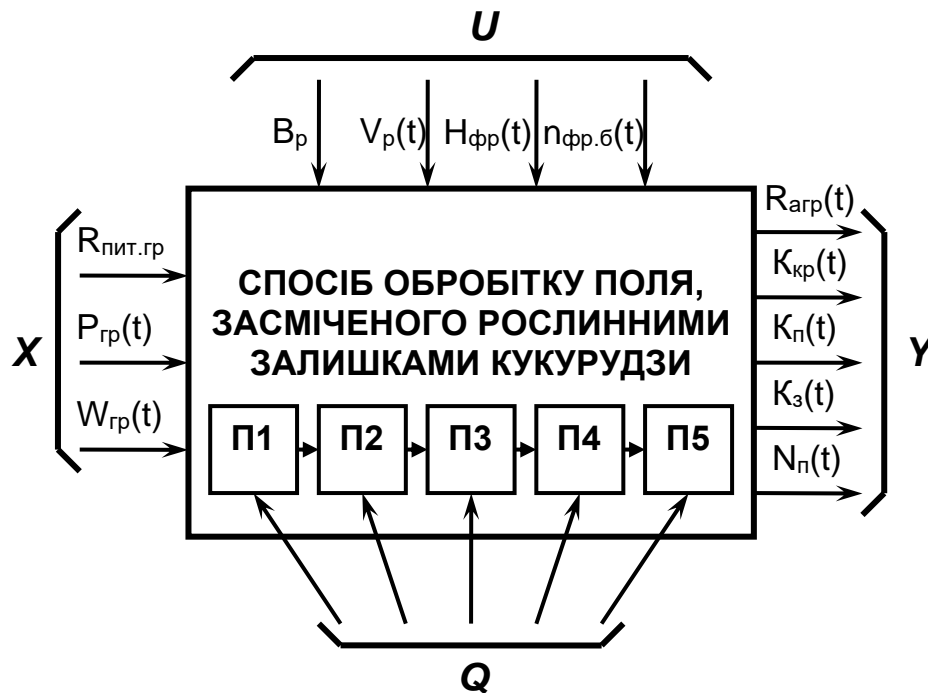 U
Bр Vр(t) Hфр(t) nфр.б(t)
X
Rпит.гр
Pгр(t)
Wгр(t)
СПОСІБ ОБРОБІТКУ ПОЛЯ,
ЗАСМІЧЕНОГО РОСЛИННИМИ
ЗАЛИШКАМИ КУКУРУДЗИ
П1 П2 П3 П4 П5
Rагр(t)
Kкр(t)
Kп(t)
Kз(t)
Nп(t)
Y
Q